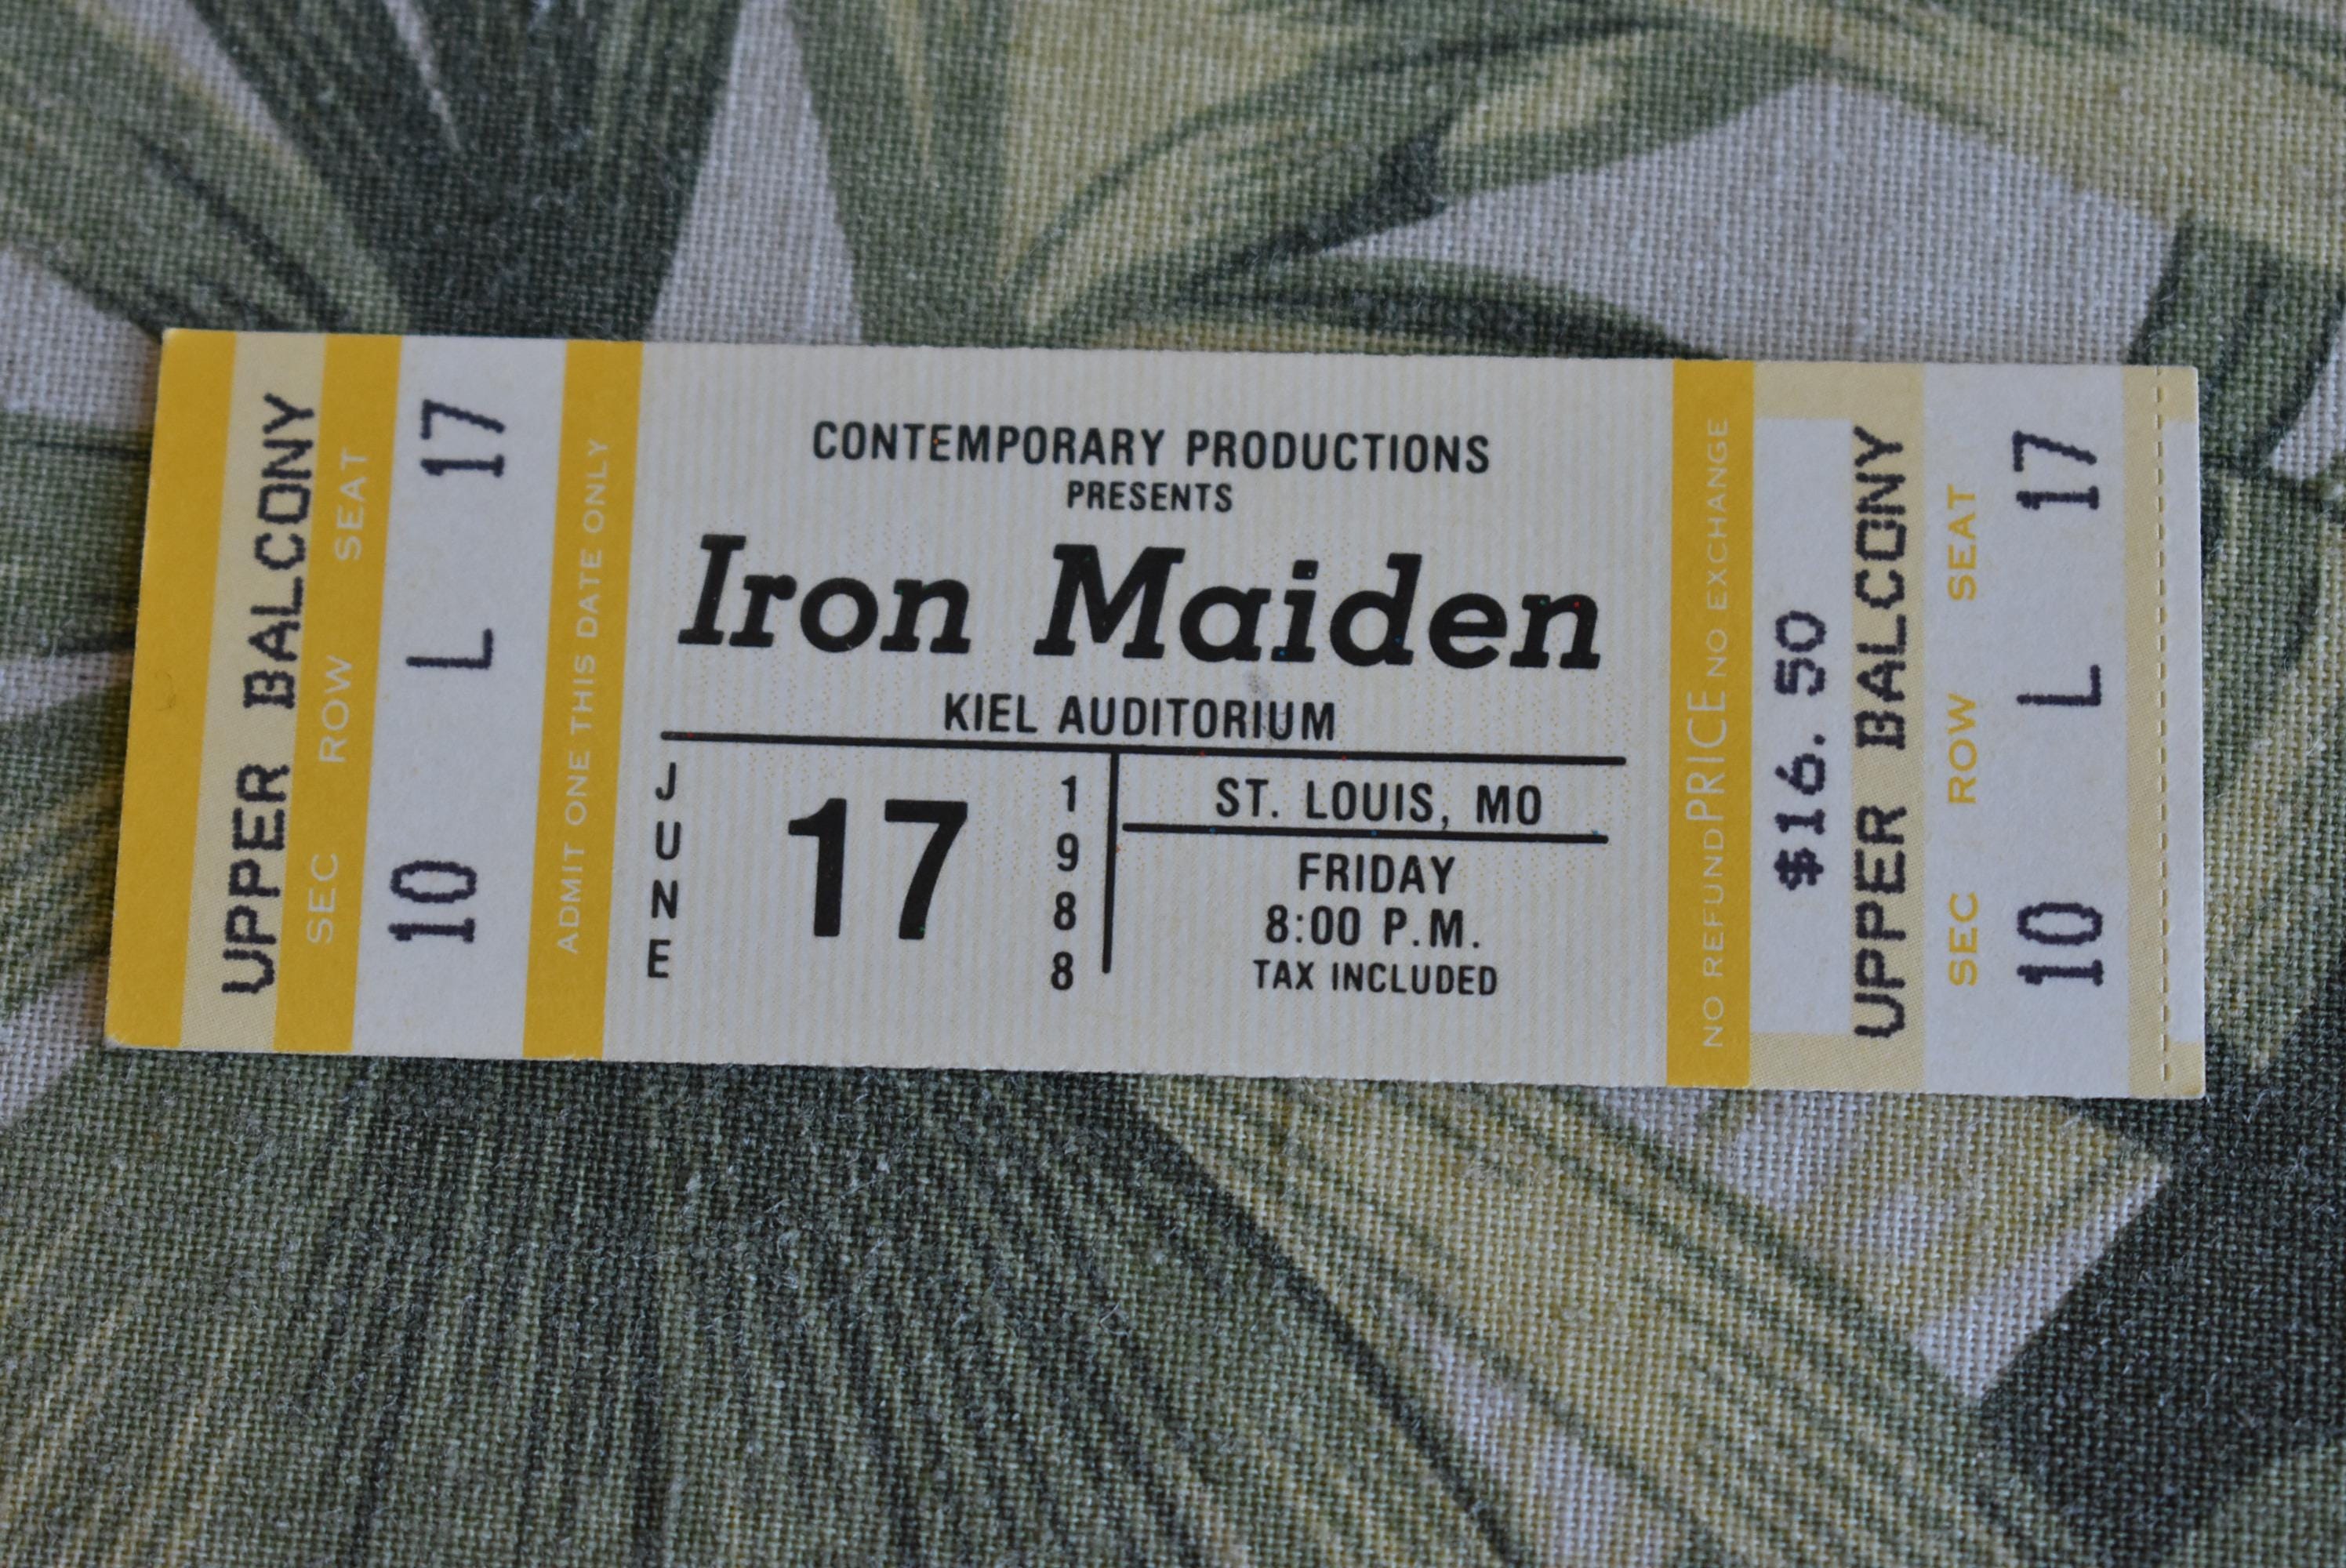 UPPER BALCONY
SEC ROW SEAT
10 L 17
ADMIT ONE THIS DATE ONLY
CONTEMPORARY PRODUCTIONS
PRESENTS
Iron Maiden
KIEL AUDITORIUM
JUNE
17
1988
ST. LOUIS, MO
FRIDAY
8:00 P.M.
TAX INCLUDED
NO REFUND PRICE NO EXCHANGE
$16.50
UPPER BALCONY
SEC ROW SEAT
10 L 17